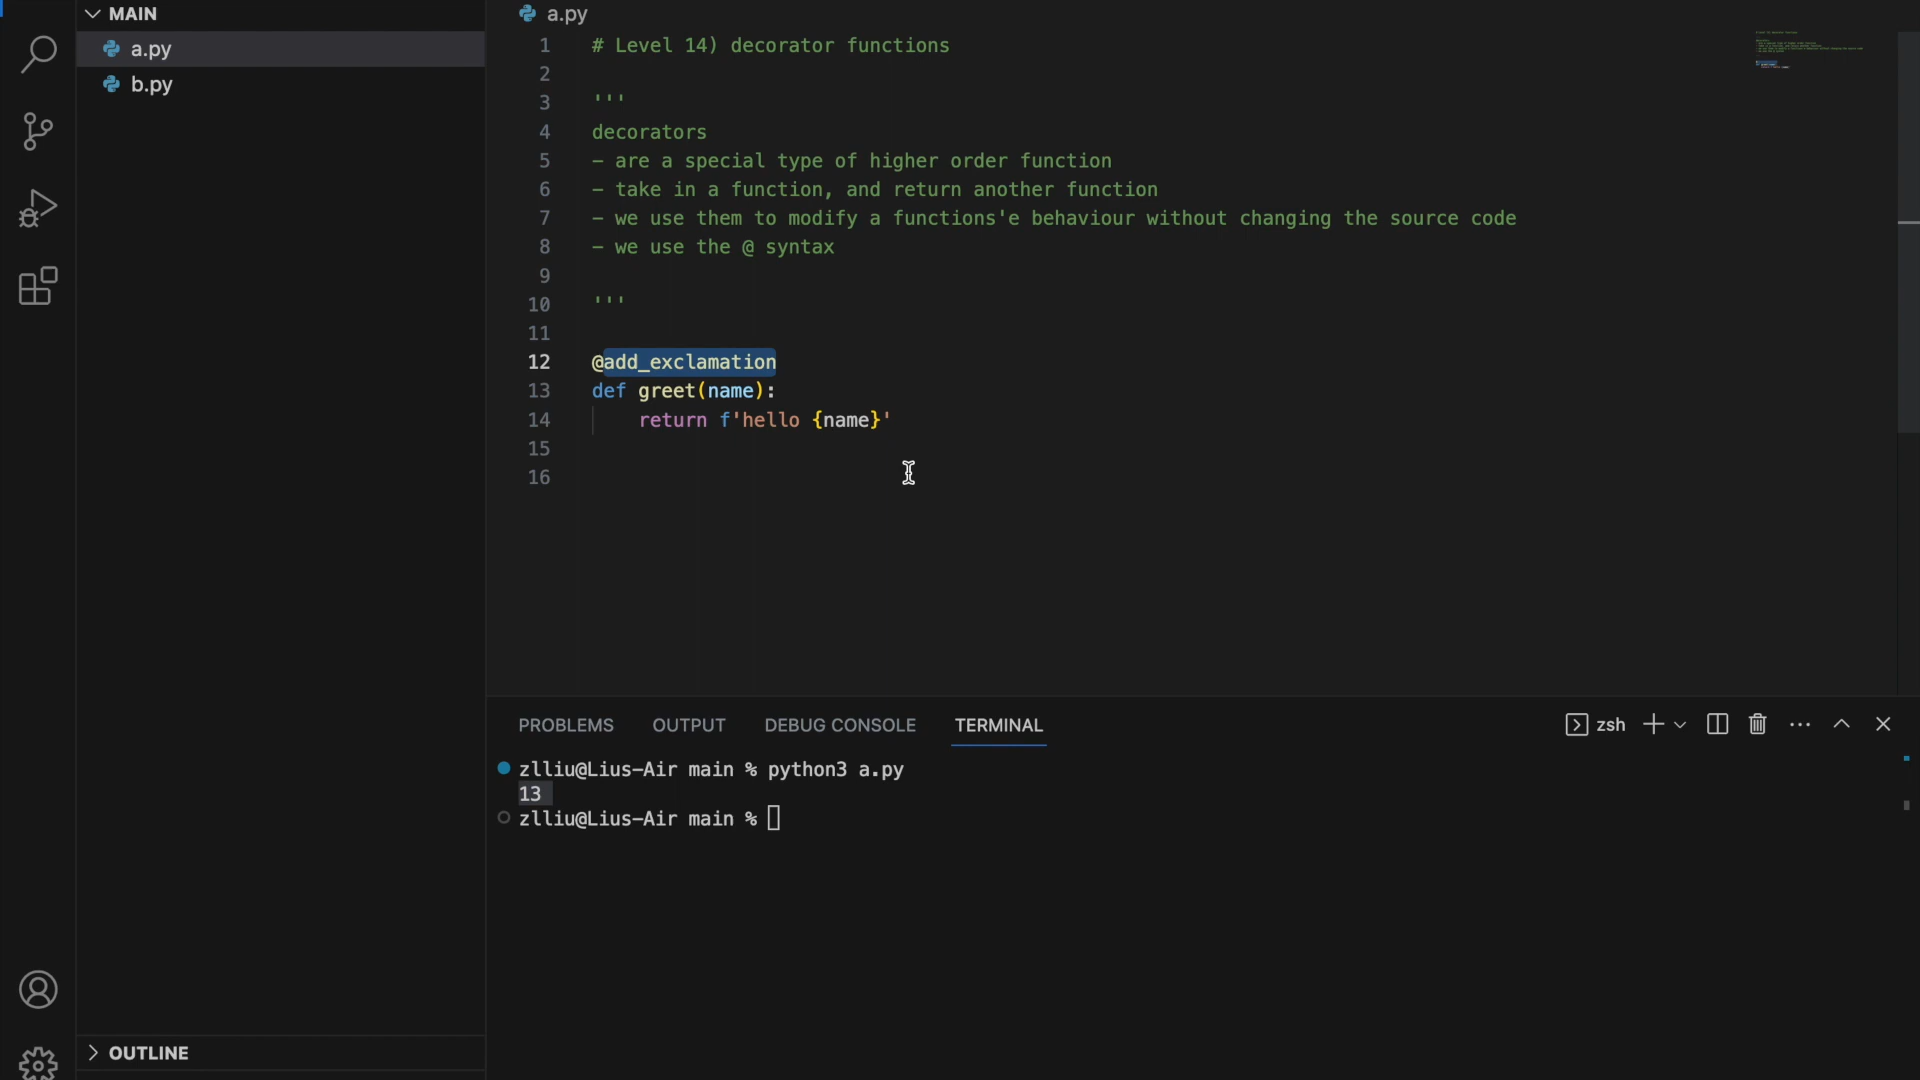 MAIN
a.py
b.py
OUTLINE
a.py
1 # Level 14) decorator functions
2
3 '''
4 decorators
5 - are a special type of higher order function
6 - take in a function, and return another function
7 - we use them to modify a functions'e behaviour without changing the source code
8 - we use the @ syntax
9
10 '''
11
12 @add_exclamation
13 def greet(name):
14 return f'hello {name}'
15
16
PROBLEMS OUTPUT DEBUG CONSOLE TERMINAL zsh
zlliu@Lius-Air main % python3 a.py
13
zlliu@Lius-Air main %